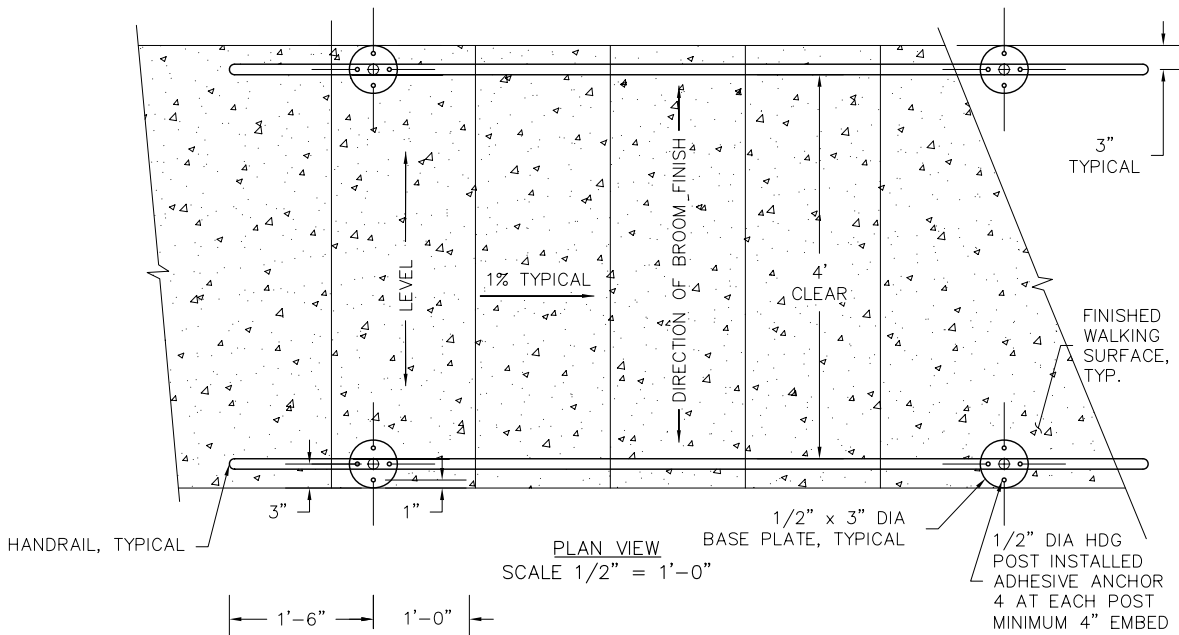 3”
TYPICAL
LEVEL
1% TYPICAL
DIRECTION OF BROOM FINISH
4'
CLEAR
FINISHED
WALKING
SURFACE,
TYP.
3”
1”
HANDRAIL, TYPICAL
1/2” x 3” DIA
BASE PLATE, TYPICAL
1/2” DIA HDG
POST INSTALLED
ADHESIVE ANCHOR
4 AT EACH POST
MINIMUM 4” EMBED
PLAN VIEW
SCALE 1/2” = 1'-0”
1'-6”
1'-0”